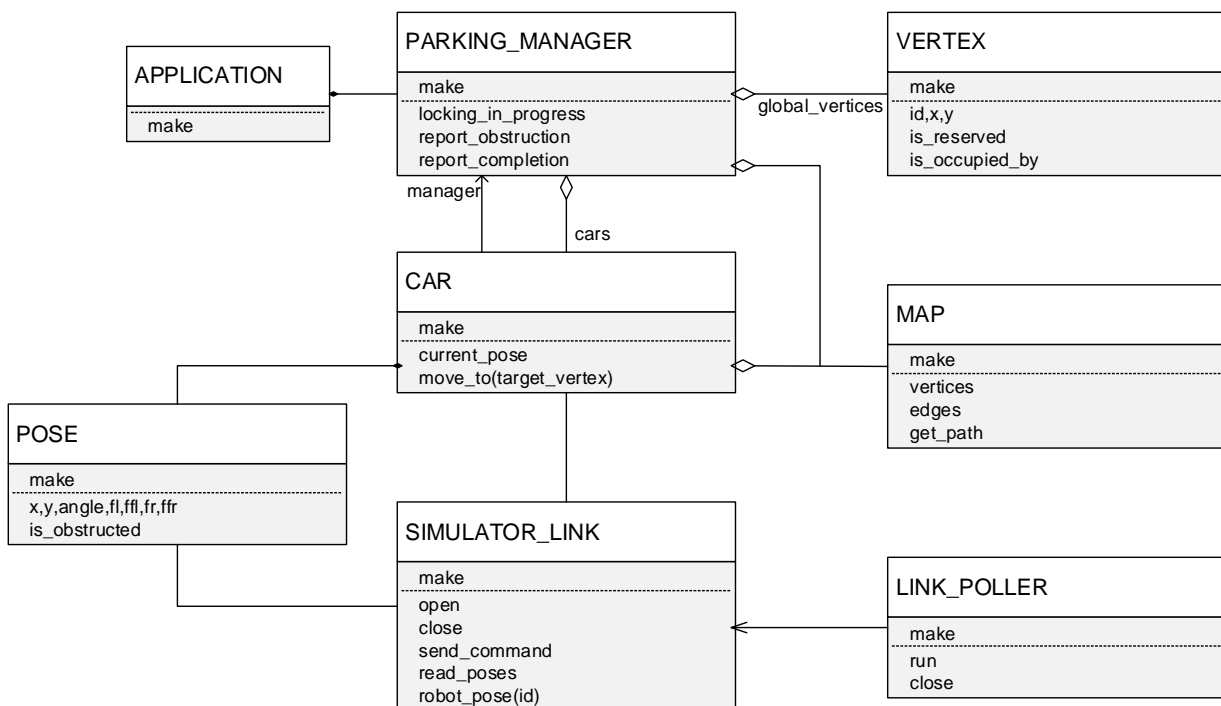 APPLICATION
make
PARKING_MANAGER
make
locking_in_progress
report_obstruction
report_completion
global_vertices
VERTEX
make
id,x,y
is_reserved
is_occupied_by
manager
cars
CAR
make
current_pose
move_to(target_vertex)
MAP
make
vertices
edges
get_path
POSE
make
x,y,angle,fl,ffl,fr,ffr
is_obstructed
SIMULATOR_LINK
make
open
close
send_command
read_poses
robot_pose(id)
LINK_POLLER
make
run
close